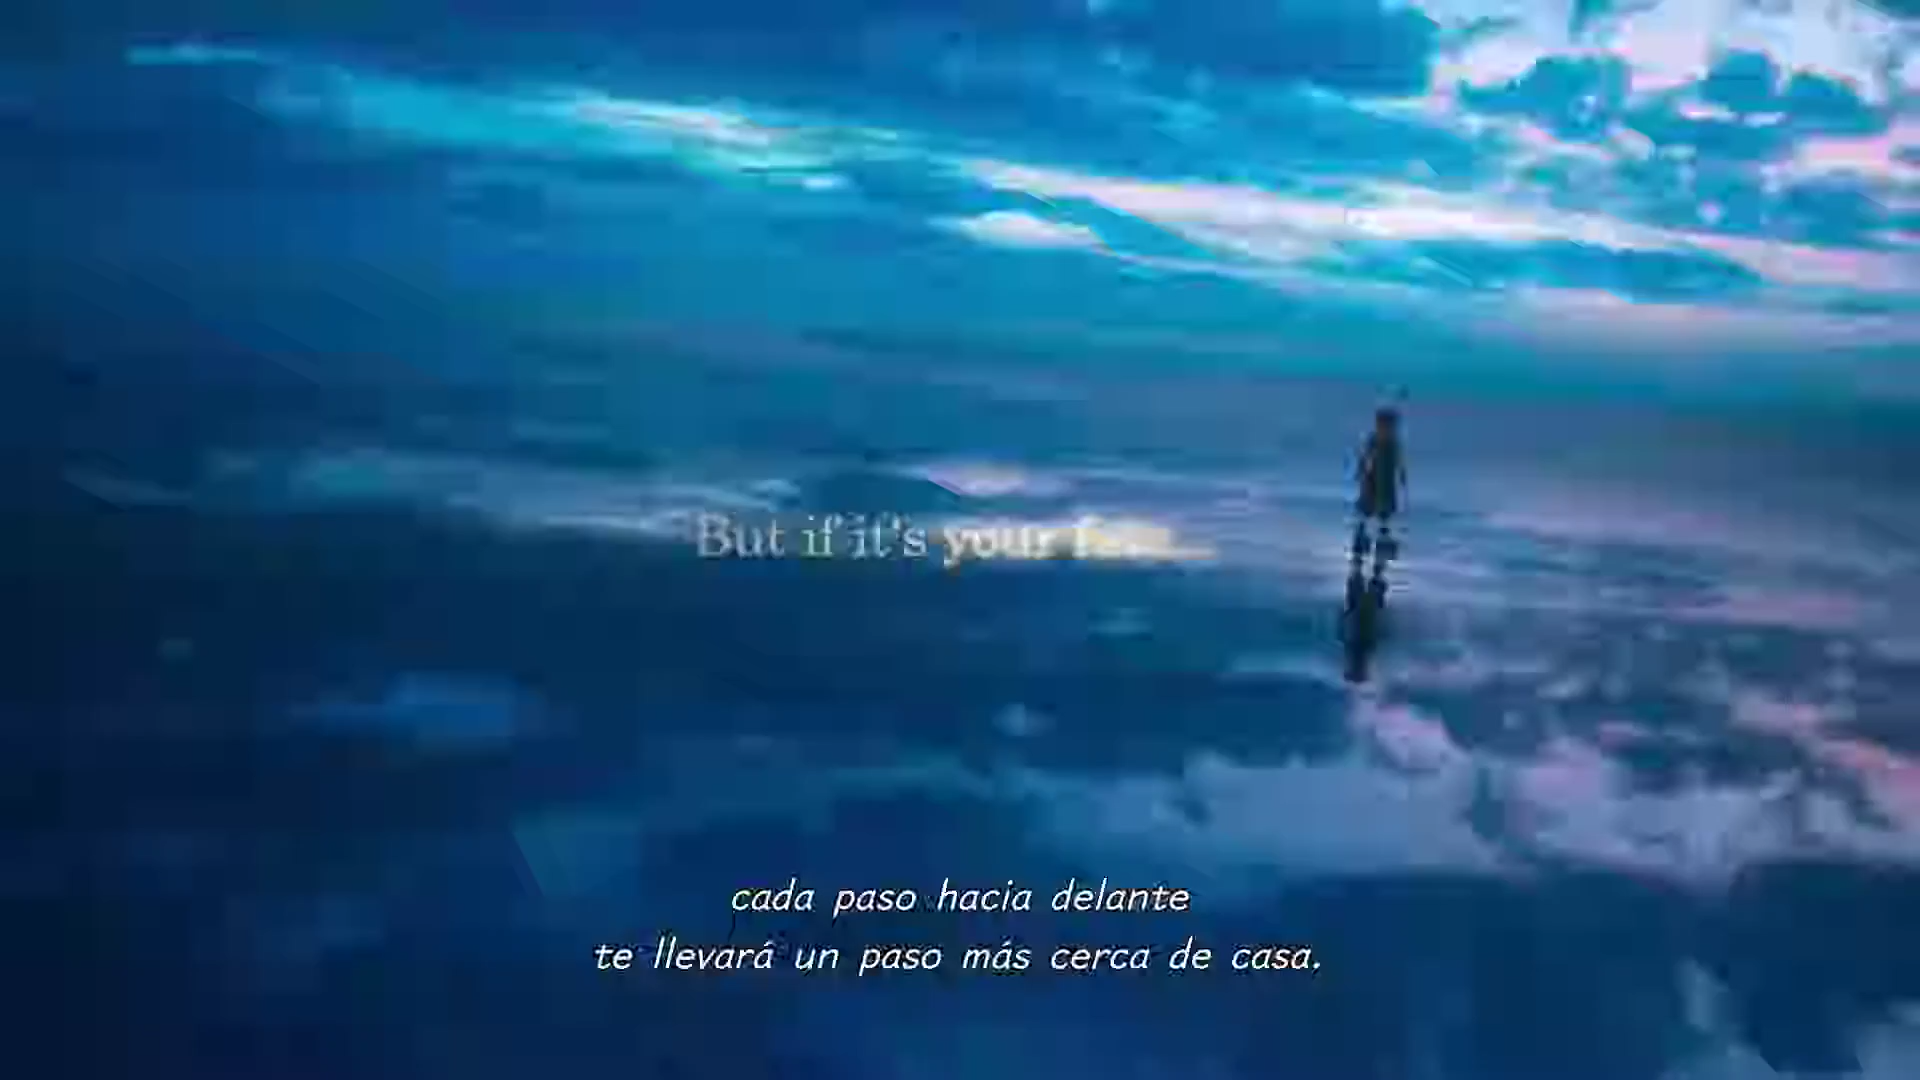 But if it's your
cada paso hacia delante
te llevará un paso más cerca de casa.